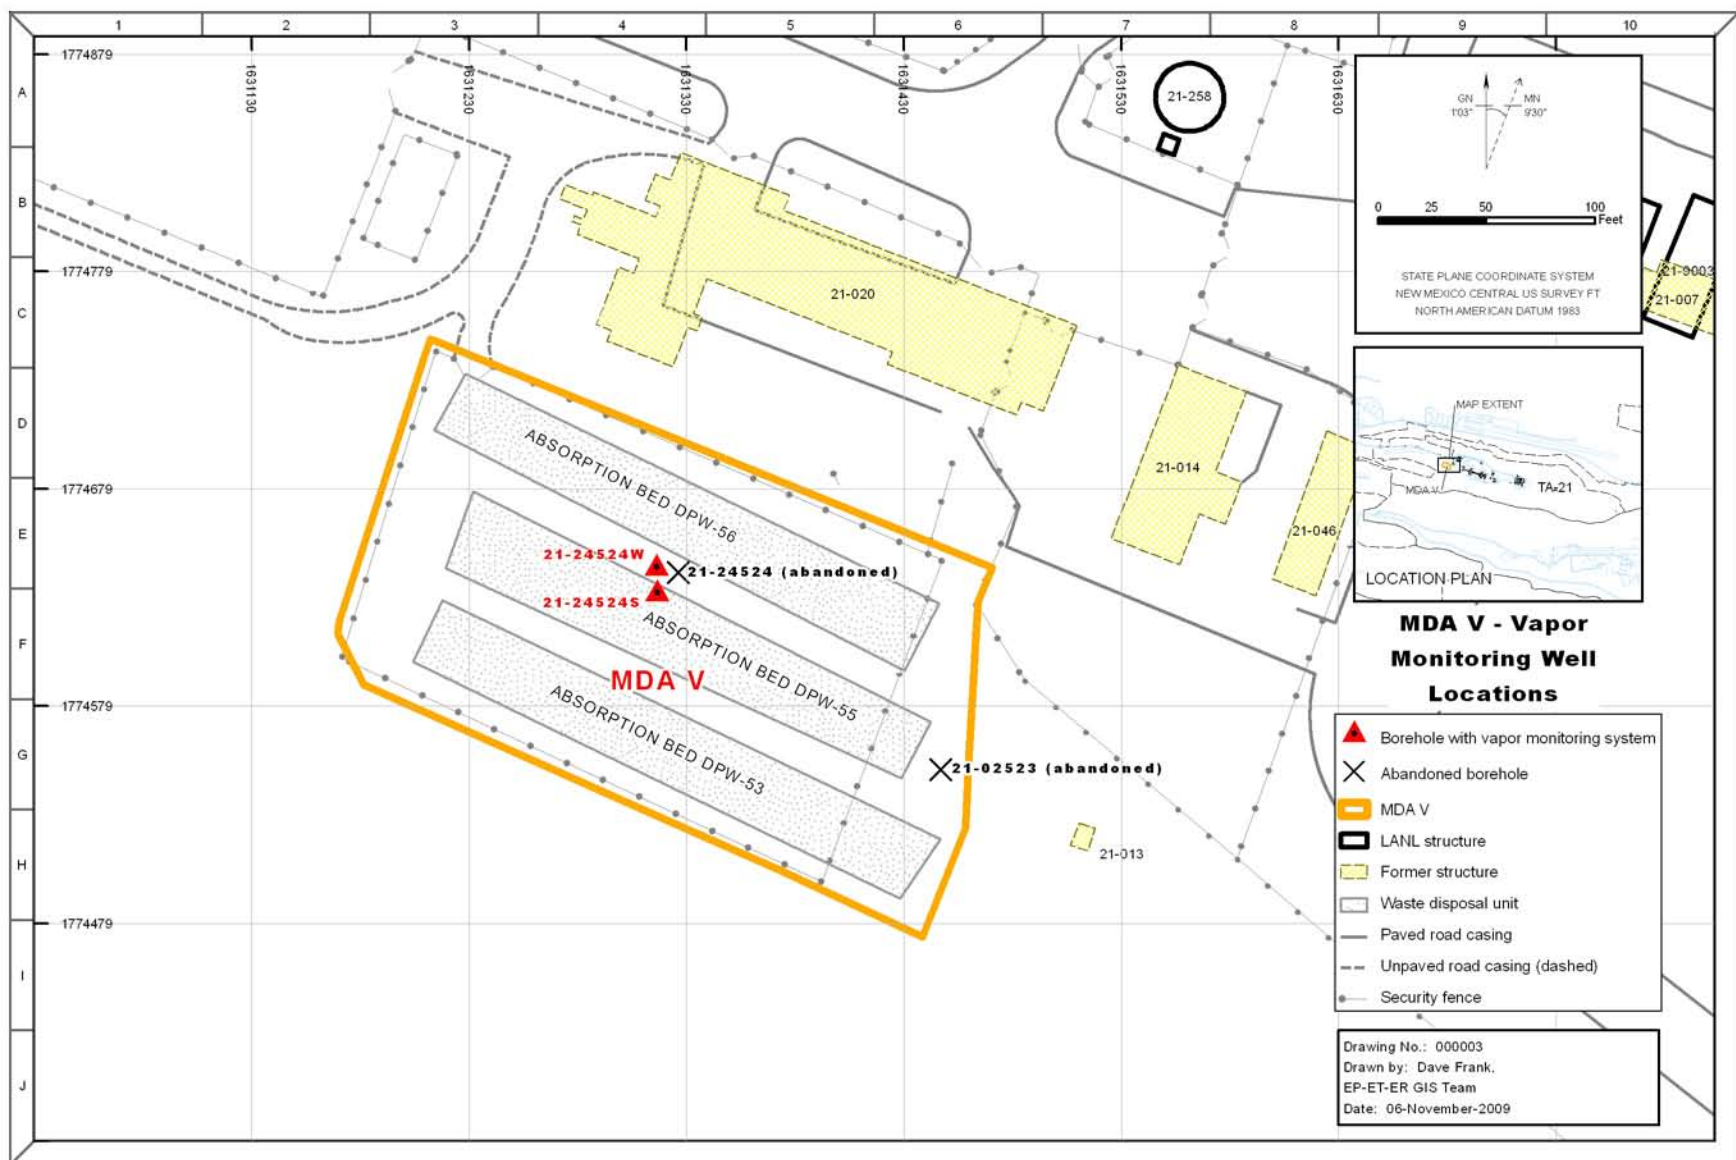 1 2 3 4 5 6 7 8 9 10
A
B
C
D
E
F
G
H
I
J
1774879
1774779
1774679
1774579
1774479
1631130
1631230
1631330
1631430
1631530
1631630
21-258
21-020
21-014
21-046
21-9003
21-007
21-013
ABSORPTION BED DPW-56
21-24524W
21-24524 (abandoned)
21-24524S
ABSORPTION BED DPW-55
MDA V
ABSORPTION BED DPW-53
21-02523 (abandoned)
GN
1'03"
MN
9'30"
0 25 50 100
Feet
STATE PLANE COORDINATE SYSTEM
NEW MEXICO CENTRAL US SURVEY FT
NORTH AMERICAN DATUM 1983
MAP EXTENT
MDA V
TA-21
LOCATION PLAN
MDA V - Vapor
Monitoring Well
Locations
Borehole with vapor monitoring system
Abandoned borehole
MDA V
LANL structure
Former structure
Waste disposal unit
Paved road casing
Unpaved road casing (dashed)
Security fence
Drawing No.: 000003
Drawn by: Dave Frank,
EP-ET-ER GIS Team
Date: 06-November-2009